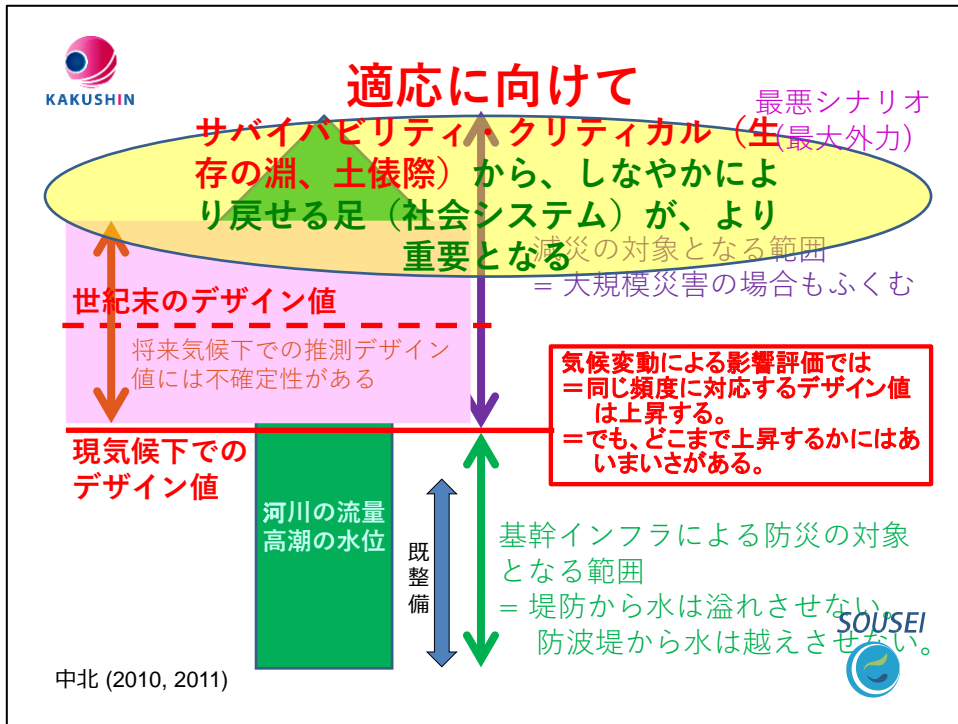 KAKUSHIN
適応に向けて
最悪シナリオ
(最大外力)
サバイバビリティ・クリティカル（生
存の淵、土俵際）から、しなやかによ
り戻せる足（社会システム）が、より
重要となる
減災の対象となる範囲
= 大規模災害の場合もふくむ
世紀末のデザイン値
将来気候下での推測デザイン
値には不確定性がある
気候変動による影響評価では
＝同じ頻度に対応するデザイン値
は上昇する。
＝でも、どこまで上昇するかにはあ
いまいさがある。
現気候下での
デザイン値
河川の流量
高潮の水位
既整備
基幹インフラによる防災の対象
となる範囲
= 堤防から水は溢れさせない。
防波堤から水は越えさせない。
SOUSEI
中北 (2010, 2011)